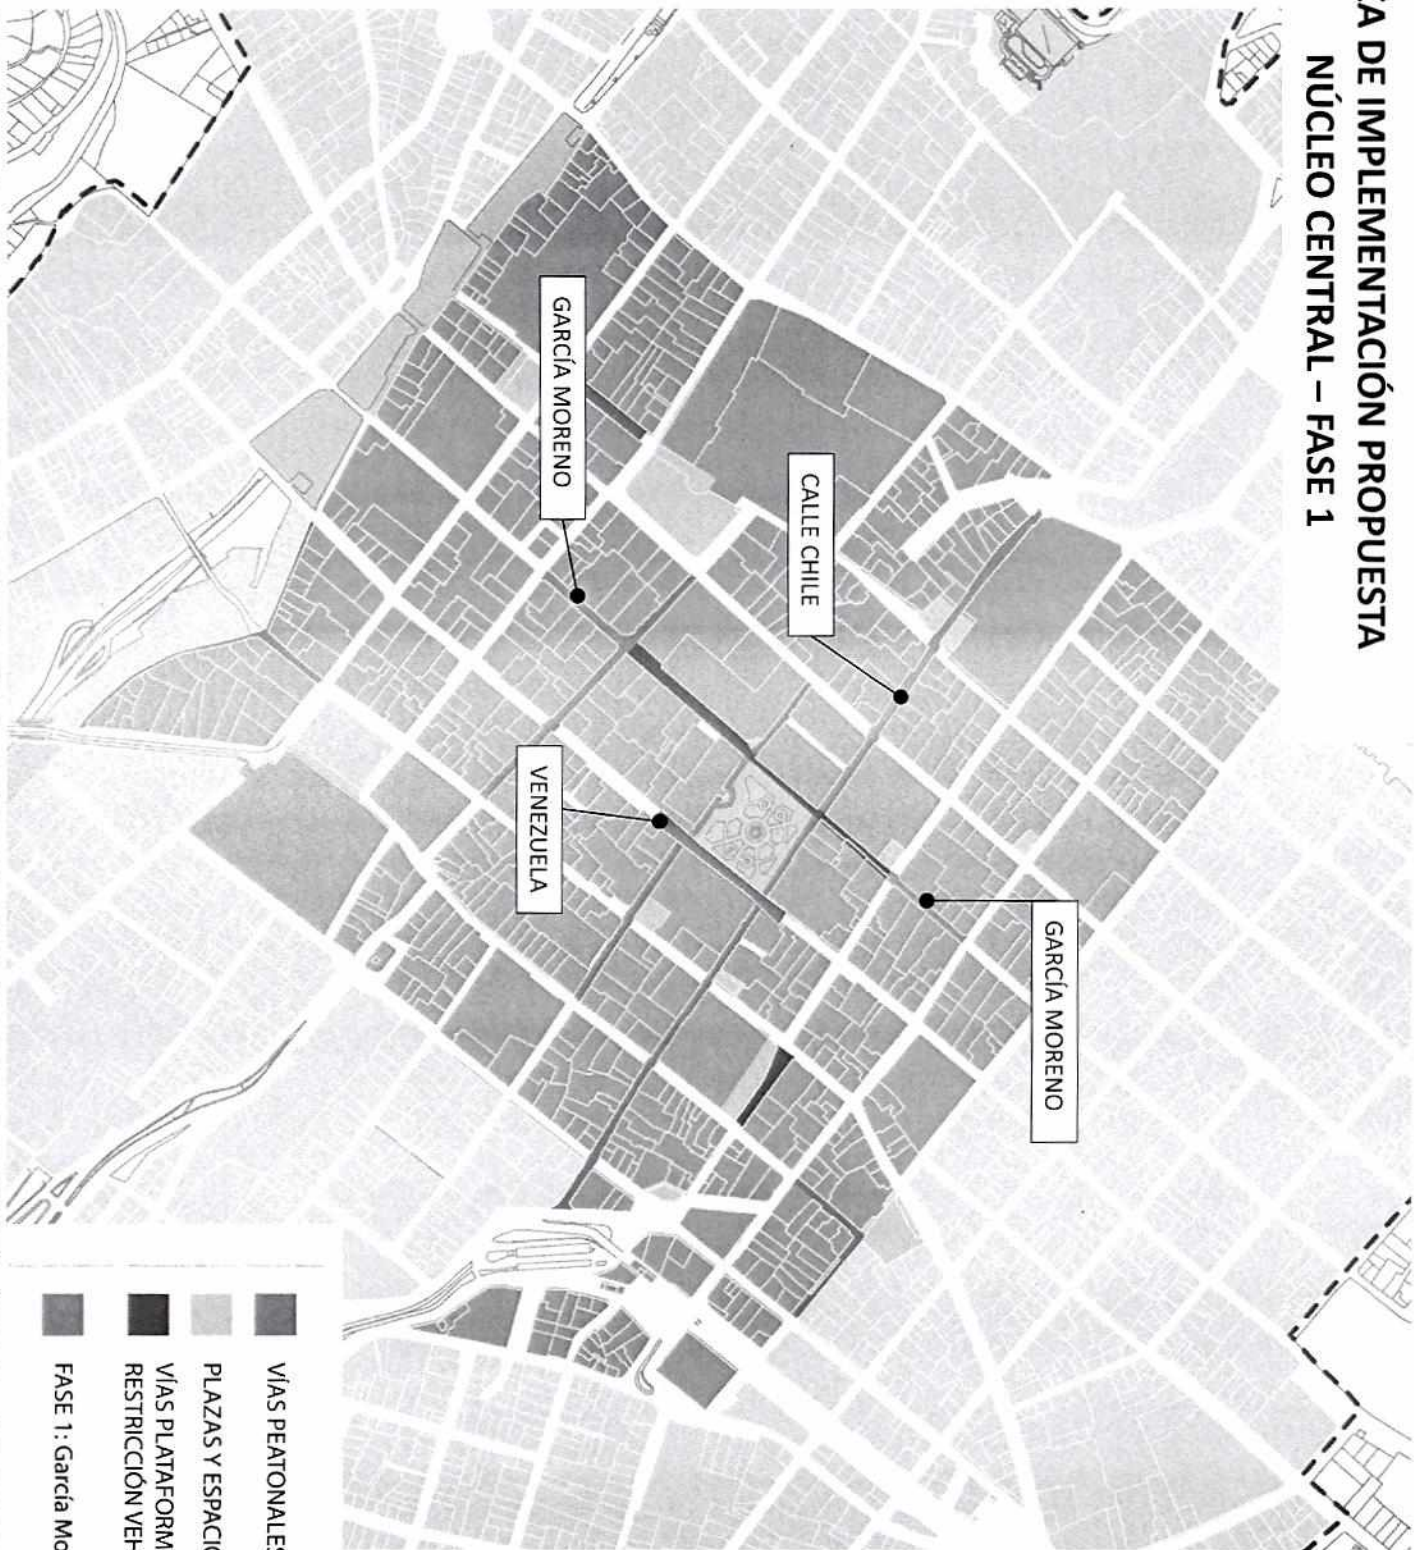 DE IMPLEMENTACIÓN PROPUESTA
NÚCLEO CENTRAL – FASE 1
GARCÍA MORENO
CALLE CHILE
GARCÍA MORENO
VENEZUELA
VÍAS PEATONALES
PLAZAS Y ESPACIO
VÍAS PLATAFORM
RESTRICCIÓN VEH
FASE 1: García Mo